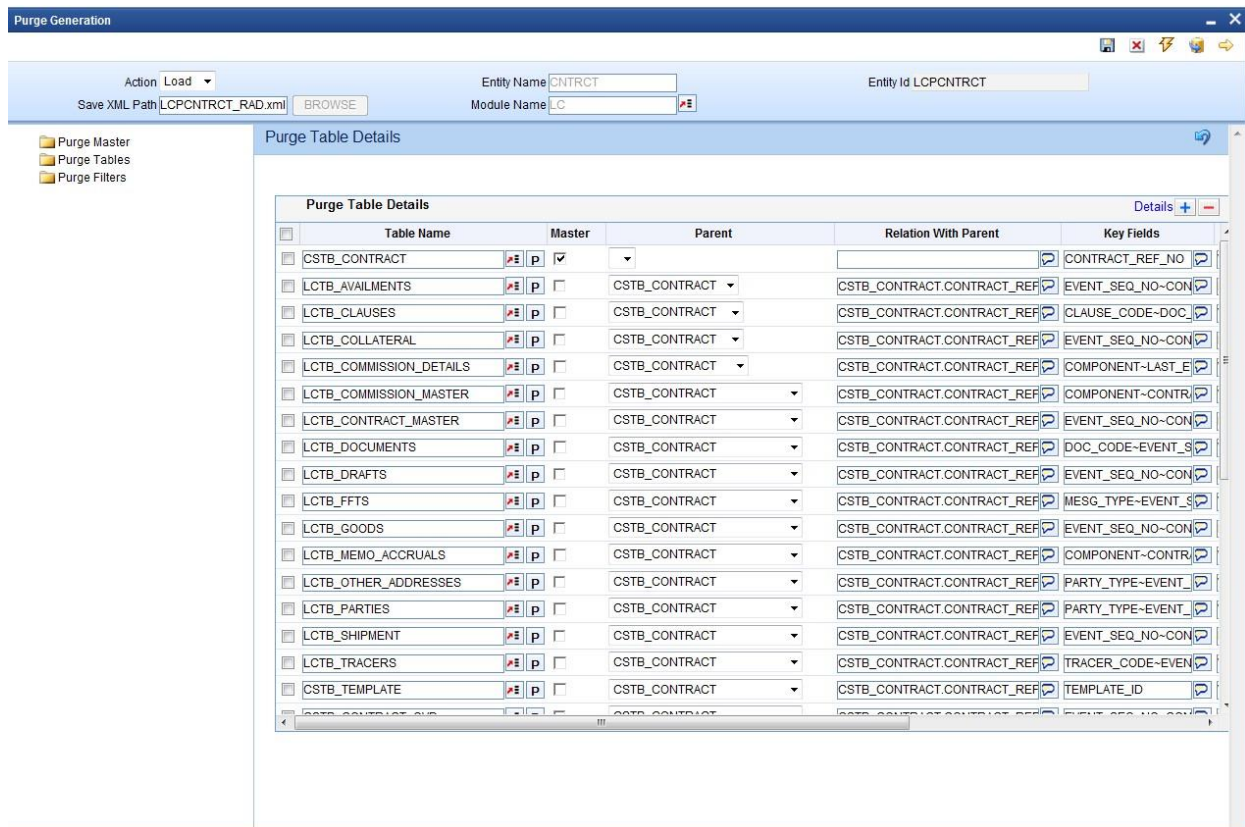 Purge Generation
Action Load Entity Name CNTRCT Entity Id LCPCNTRCT
Save XML Path LCPCNTRCT_RAD.xml BROWSE Module Name LC
Purge Master
Purge Tables
Purge Filters
Purge Table Details
Purge Table Details Details
Table Name Master Parent Relation With Parent Key Fields
CSTB_CONTRACT P CONTRACT_REF_NO
LCTB_AVAILMENTS P CSTB_CONTRACT CSTB_CONTRACT.CONTRACT_REF EVENT_SEQ_NO~CON
LCTB_CLAUSES P CSTB_CONTRACT CSTB_CONTRACT.CONTRACT_REF CLAUSE_CODE~DOC_
LCTB_COLLATERAL P CSTB_CONTRACT CSTB_CONTRACT.CONTRACT_REF EVENT_SEQ_NO~CON
LCTB_COMMISSION_DETAILS P CSTB_CONTRACT CSTB_CONTRACT.CONTRACT_REF COMPONENT~LAST_E
LCTB_COMMISSION_MASTER P CSTB_CONTRACT CSTB_CONTRACT.CONTRACT_REF COMPONENT~CONTR
LCTB_CONTRACT_MASTER P CSTB_CONTRACT CSTB_CONTRACT.CONTRACT_REF EVENT_SEQ_NO~CON
LCTB_DOCUMENTS P CSTB_CONTRACT CSTB_CONTRACT.CONTRACT_REF DOC_CODE~EVENT_S
LCTB_DRAFTS P CSTB_CONTRACT CSTB_CONTRACT.CONTRACT_REF EVENT_SEQ_NO~CON
LCTB_FFTS P CSTB_CONTRACT CSTB_CONTRACT.CONTRACT_REF MESG_TYPE~EVENT_S
LCTB_GOODS P CSTB_CONTRACT CSTB_CONTRACT.CONTRACT_REF EVENT_SEQ_NO~CON
LCTB_MEMO_ACCRUALS P CSTB_CONTRACT CSTB_CONTRACT.CONTRACT_REF COMPONENT~CONTR
LCTB_OTHER_ADDRESSES P CSTB_CONTRACT CSTB_CONTRACT.CONTRACT_REF PARTY_TYPE~EVENT_
LCTB_PARTIES P CSTB_CONTRACT CSTB_CONTRACT.CONTRACT_REF PARTY_TYPE~EVENT_
LCTB_SHIPMENT P CSTB_CONTRACT CSTB_CONTRACT.CONTRACT_REF EVENT_SEQ_NO~CON
LCTB_TRACERS P CSTB_CONTRACT CSTB_CONTRACT.CONTRACT_REF TRACER_CODE~EVEN
CSTB_TEMPLATE P CSTB_CONTRACT CSTB_CONTRACT.CONTRACT_REF TEMPLATE_ID